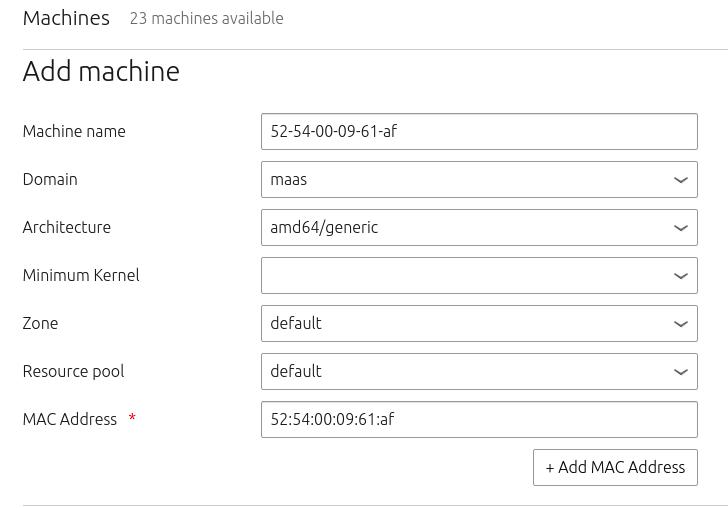 Machines 23 machines available
Add machine
Machine name 52-54-00-09-61-af
Domain maas
Architecture amd64/generic
Minimum Kernel
Zone default
Resource pool default
MAC Address * 52:54:00:09:61:af
+ Add MAC Address